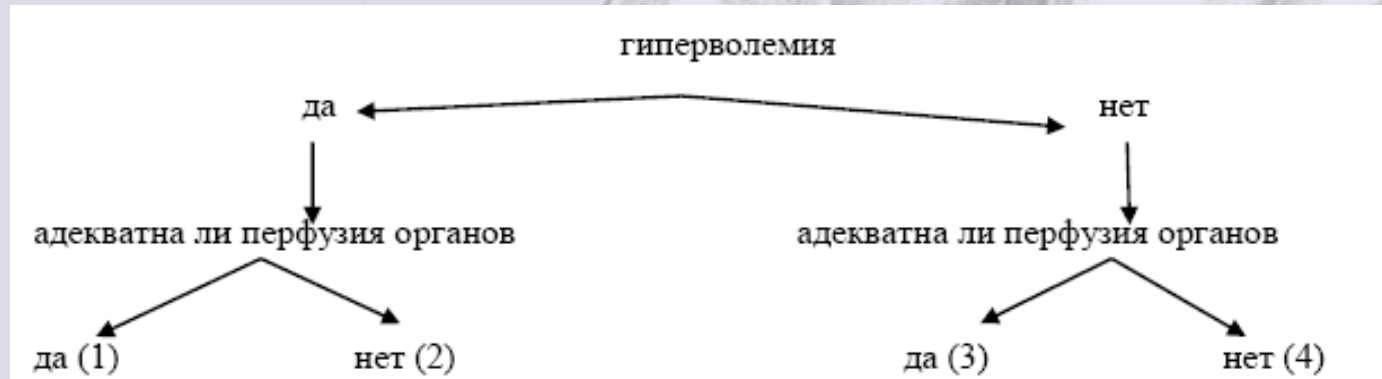 гиперволемия
да нет
адекватна ли перфузия органов адекватна ли перфузия органов
да (1) нет (2) да (3) нет (4)